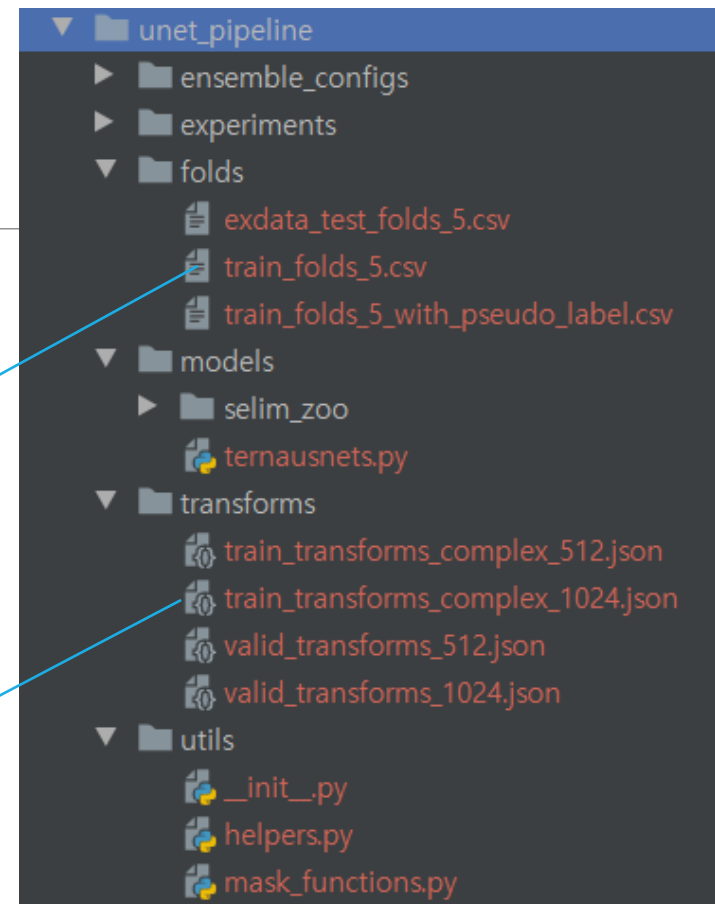 unet_pipeline
ensemble_configs
experiments
folds
exdata_test_folds_5.csv
train_folds_5.csv
train_folds_5_with_pseudo_label.csv
models
selim_zoo
ternausnets.py
transforms
train_transforms_complex_512.json
train_transforms_complex_1024.json
valid_transforms_512.json
valid_transforms_1024.json
utils
__init__.py
helpers.py
mask_functions.py